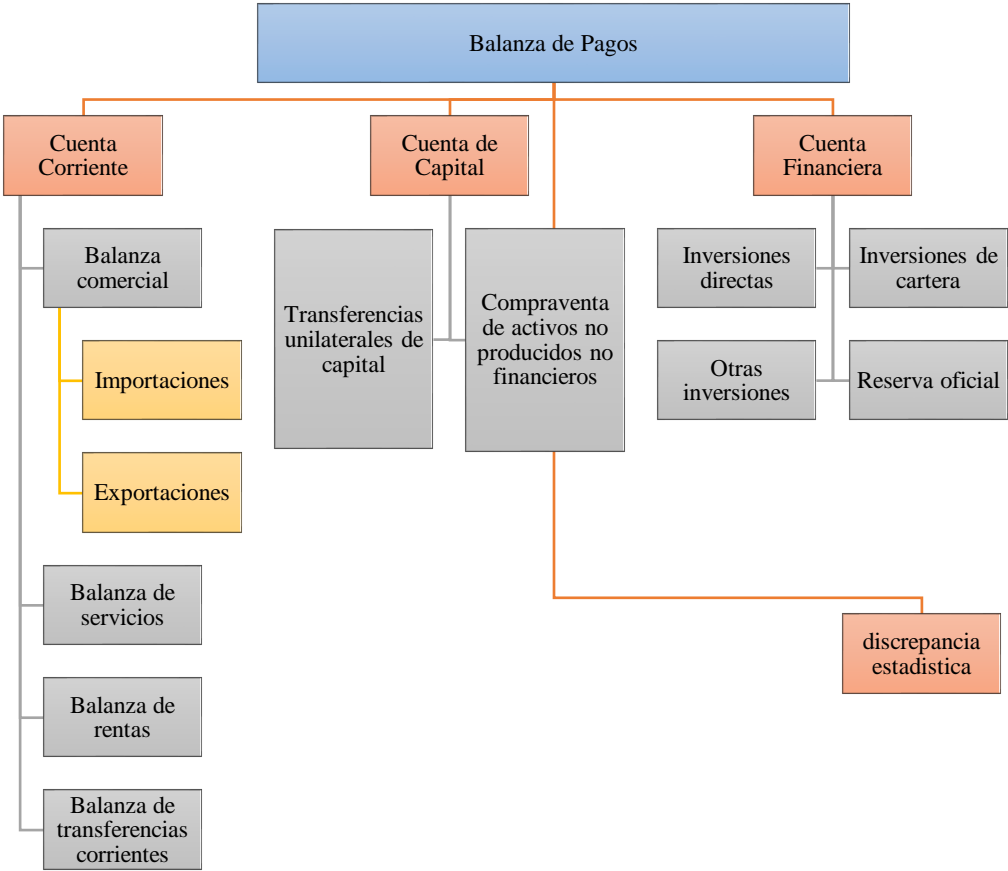 Balanza de Pagos
Cuenta
Corriente
Cuenta de
Capital
Cuenta
Financiera
Balanza
comercial
Importaciones
Exportaciones
Balanza de
servicios
Balanza de
rentas
Balanza de
transferencias
corrientes
Transferencias
unilaterales de
capital
Compraventa
de activos no
producidos no
financieros
Inversiones
directas
Inversiones de
cartera
Otras
inversiones
Reserva oficial
discrepancia
estadistica